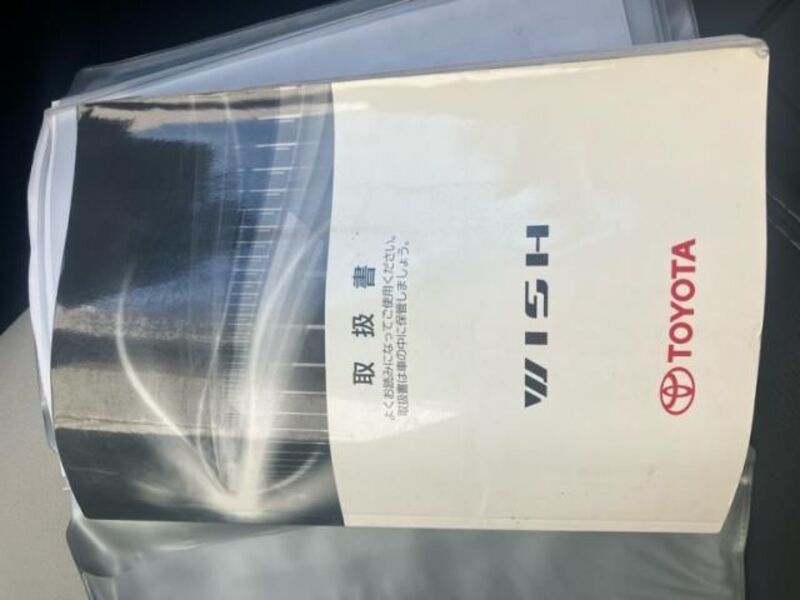 取扱書
よくお読みになってご使用ください。
取扱書は車の中に保管しましょう。
WISH
TOYOTA